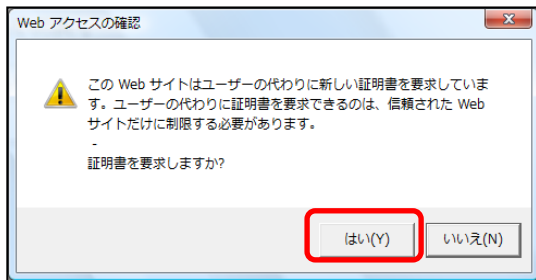 Web アクセスの確認
この Web サイトはユーザーの代わりに新しい証明書を要求していま
す。ユーザーの代わりに証明書を要求できるのは、信頼された Web
サイトだけに制限する必要があります。
-
証明書を要求しますか?
はい(Y) いいえ(N)